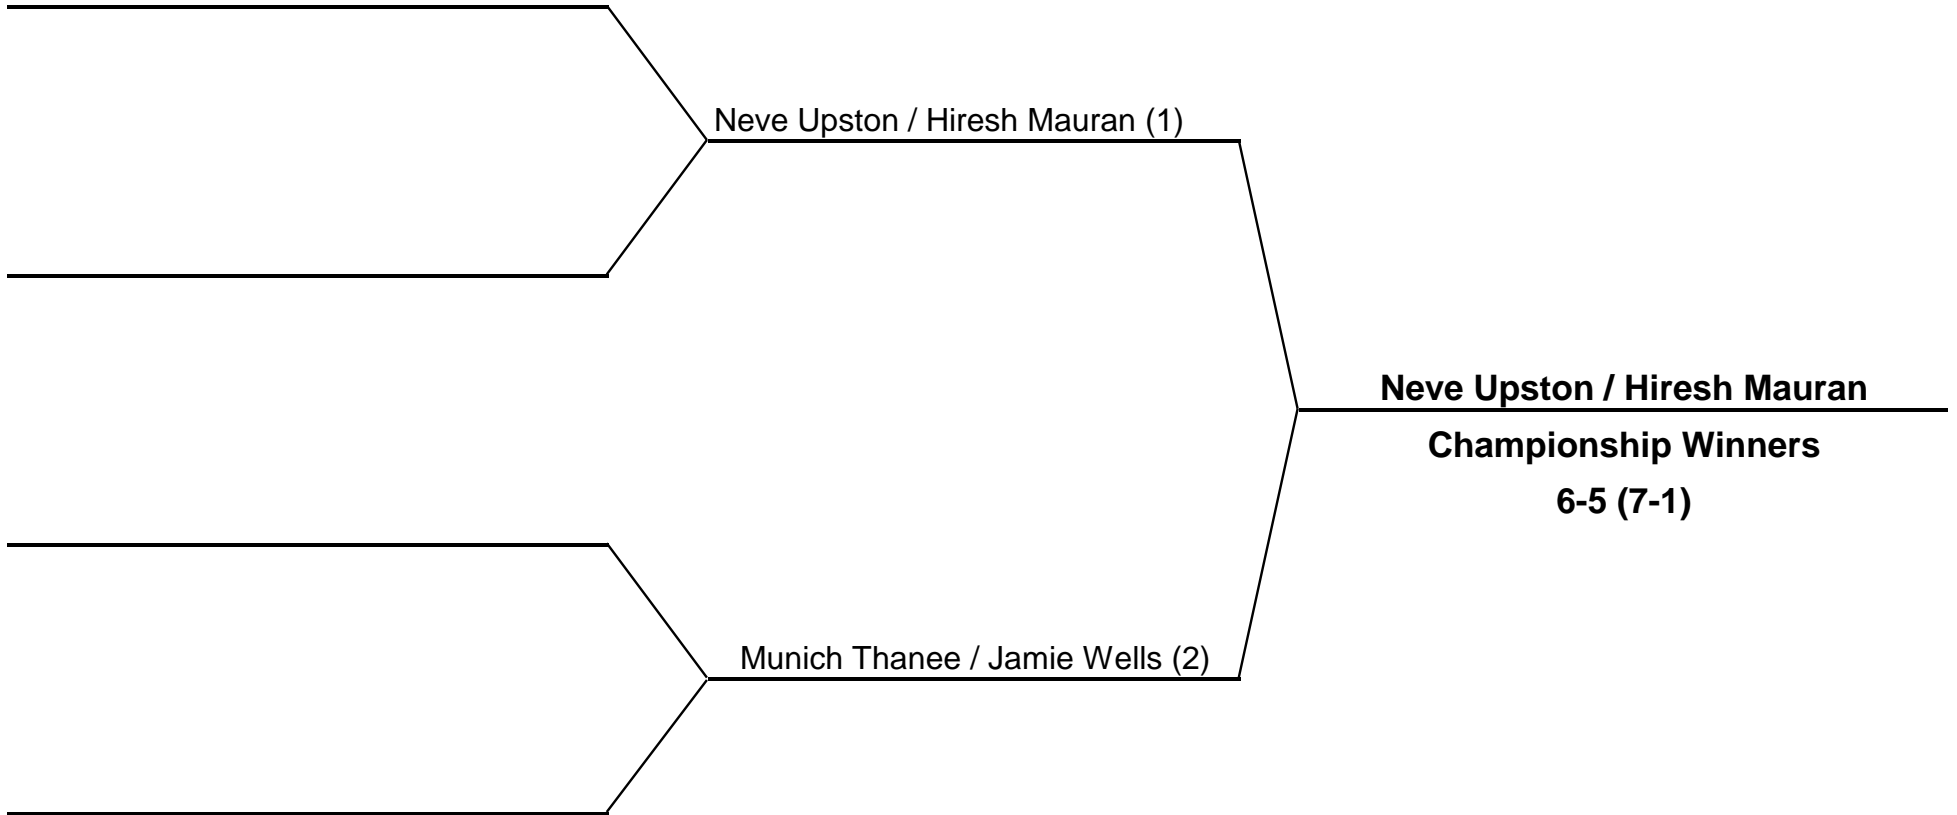 Neve Upston / Hiresh Mauran (1)
Neve Upston / Hiresh Mauran
Championship Winners
6-5 (7-1)
Munich Thanee / Jamie Wells (2)